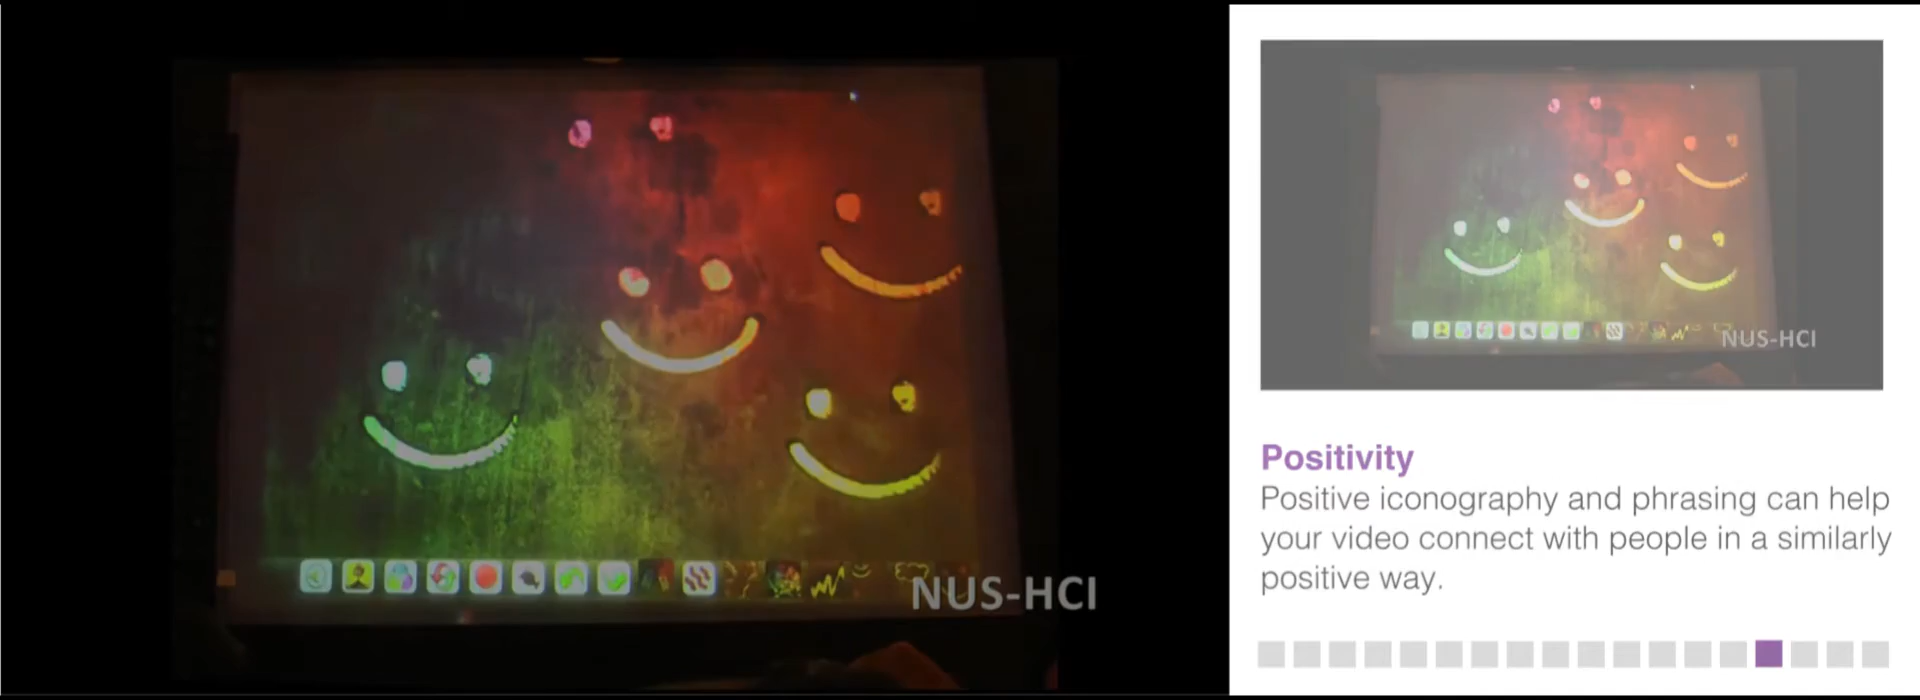 NUS-HCI
NUS-HCI
Positivity
Positive iconography and phrasing can help
your video connect with people in a similarly
positive way.